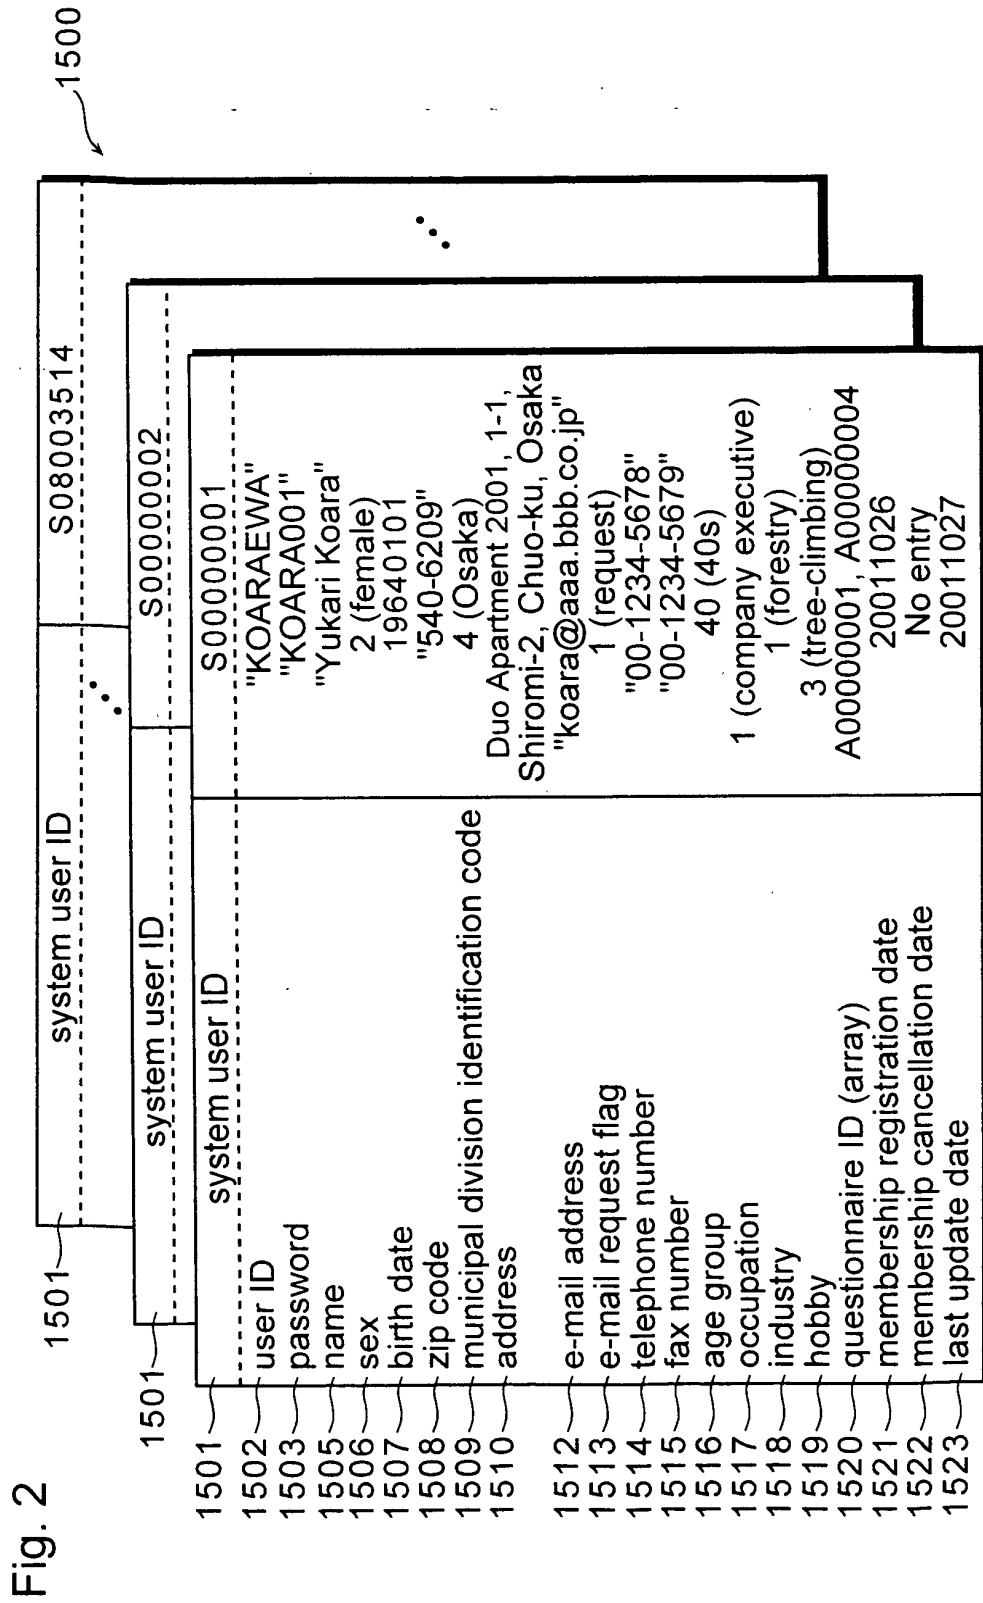 Fig. 2
1500
1501 system user ID S08003514
1501 system user ID S00000002
1501 system user ID S00000001
1502 user ID "KOARAEWA"
1503 password "KOARA001"
1505 name "Yukari Koara"
1506 sex 2 (female)
1507 birth date 19640101
1508 zip code "540-6209"
1509 municipal division identification code 4 (Osaka)
1510 address Duo Apartment 2001, 1-1,
Shiromi-2, Chuo-ku, Osaka
1512 e-mail address "koara@aaa.bbb.co.jp"
1513 e-mail request flag 1 (request)
1514 telephone number "00-1234-5678"
1515 fax number "00-1234-5679"
1516 age group 40 (40s)
1517 occupation 1 (company executive)
1518 industry 1 (forestry)
1519 hobby 3 (tree-climbing)
1520 questionnaire ID (array) A0000001, A00000004
1521 membership registration date 20011026
1522 membership cancellation date No entry
1523 last update date 20011027